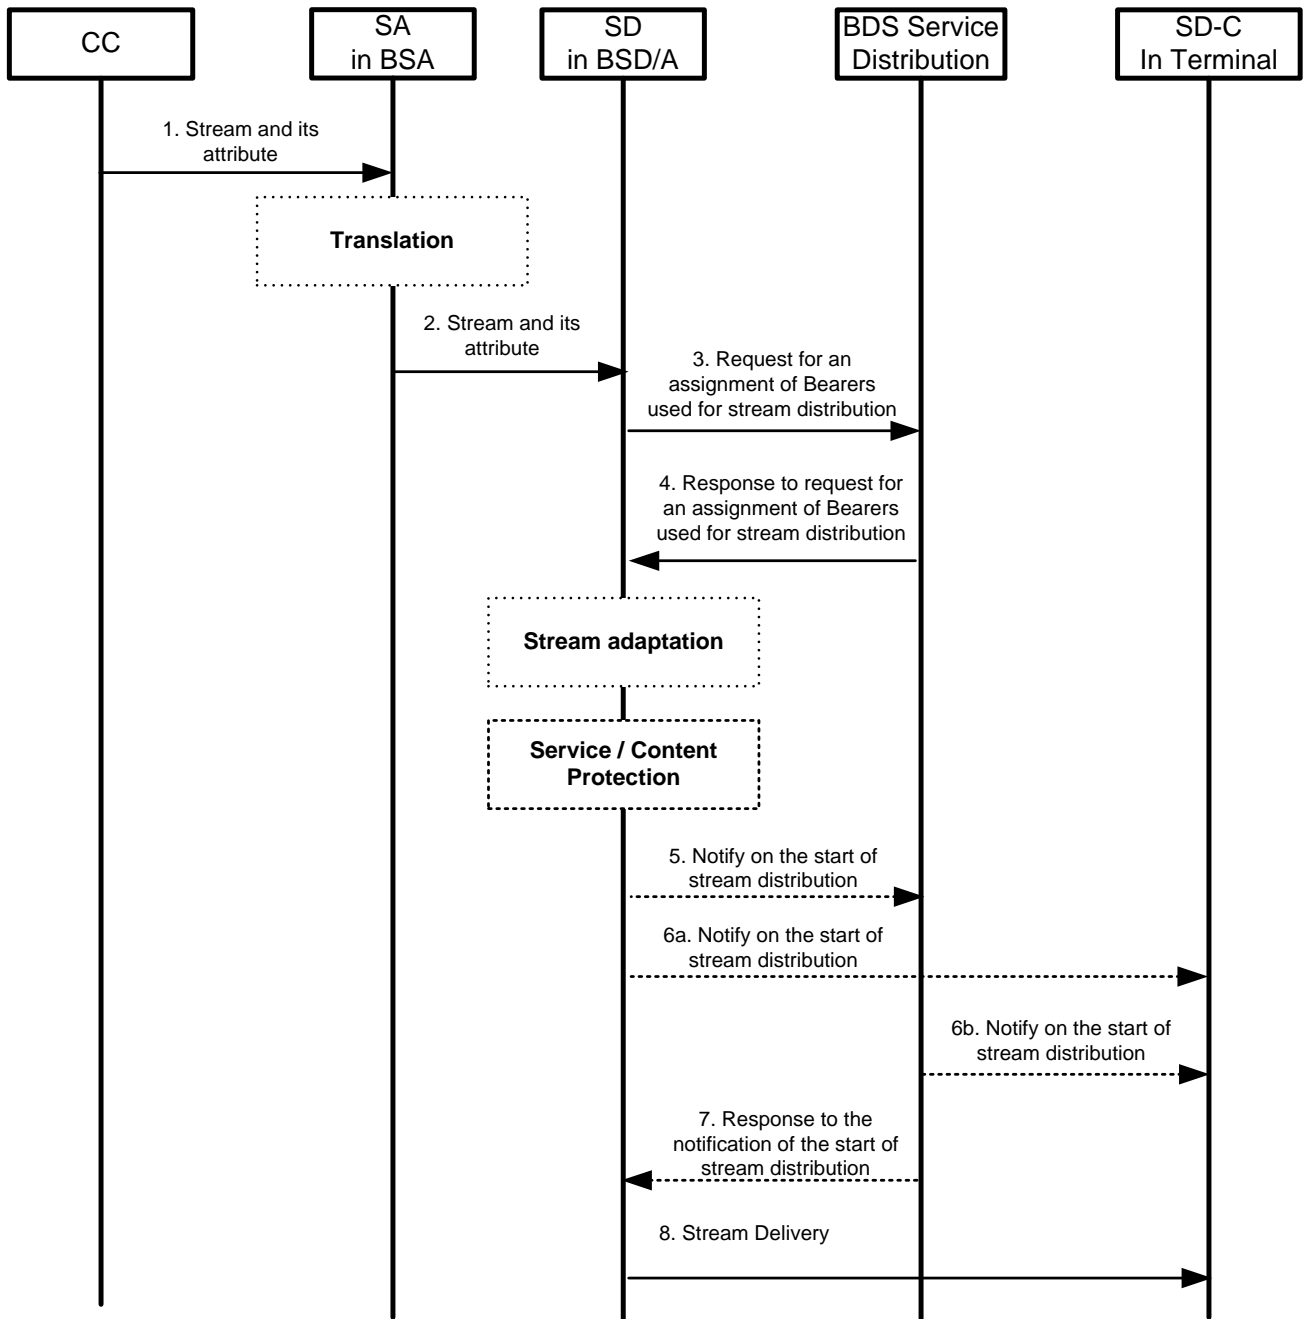 CC
SA
in BSA
SD
in BSD/A
BDS Service
Distribution
SD-C
In Terminal
1. Stream and its
attribute
Translation
2. Stream and its
attribute
3. Request for an
assignment of Bearers
used for stream distribution
4. Response to request for
an assignment of Bearers
used for stream distribution
Stream adaptation
Service / Content
Protection
5. Notify on the start of
stream distribution
6a. Notify on the start of
stream distribution
6b. Notify on the start of
stream distribution
7. Response to the
notification of the start of
stream distribution
8. Stream Delivery